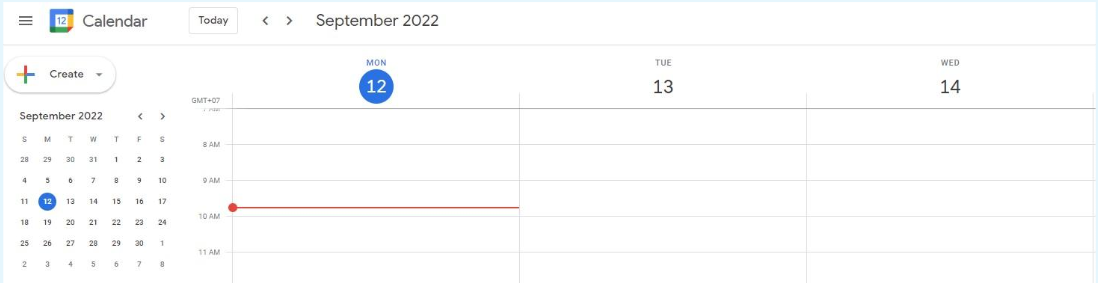 12 Calendar Today September 2022
Create
September 2022
S M T W T F S
28 29 30 31 1 2 3
4 5 6 7 8 9 10
11 12 13 14 15 16 17
18 19 20 21 22 23 24
25 26 27 28 29 30 1
2 3 4 5 6 7 8
MON TUE WED
12 13 14
GMT+07
7 AM
8 AM
9 AM
10 AM
11 AM